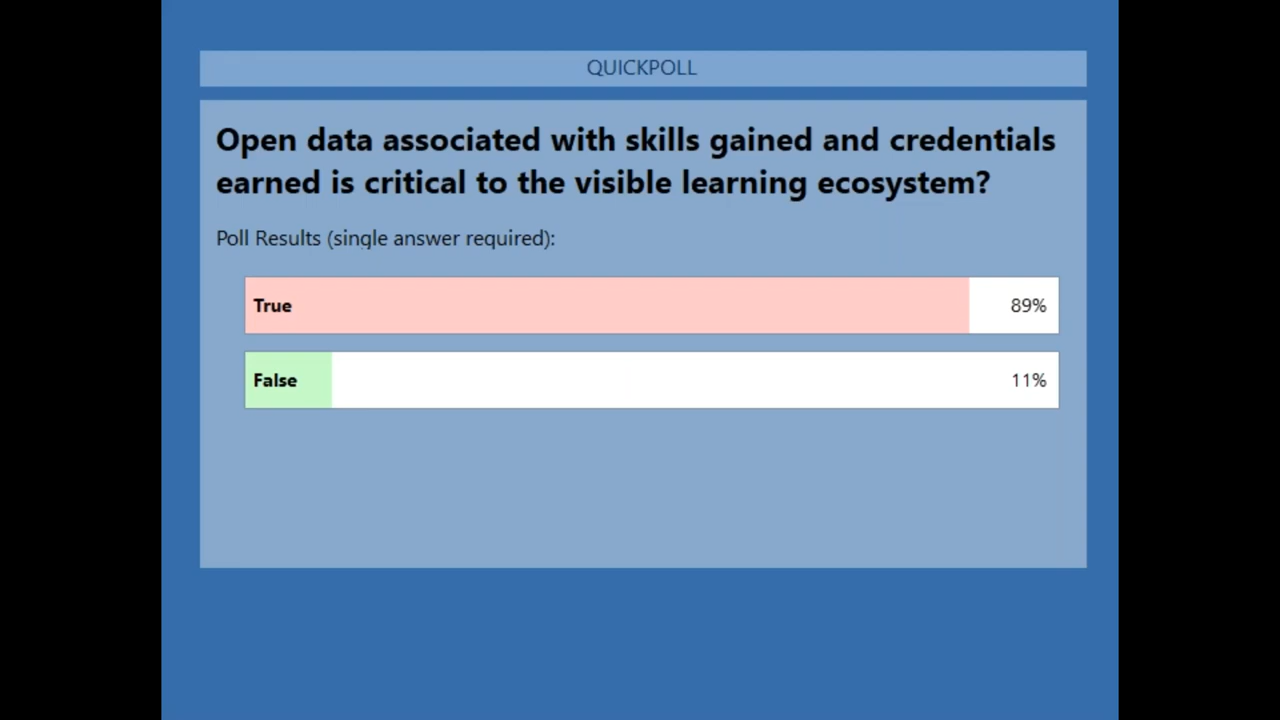 QUICKPOLL
Open data associated with skills gained and credentials
earned is critical to the visible learning ecosystem?
Poll Results (single answer required):
True 89%
False 11%